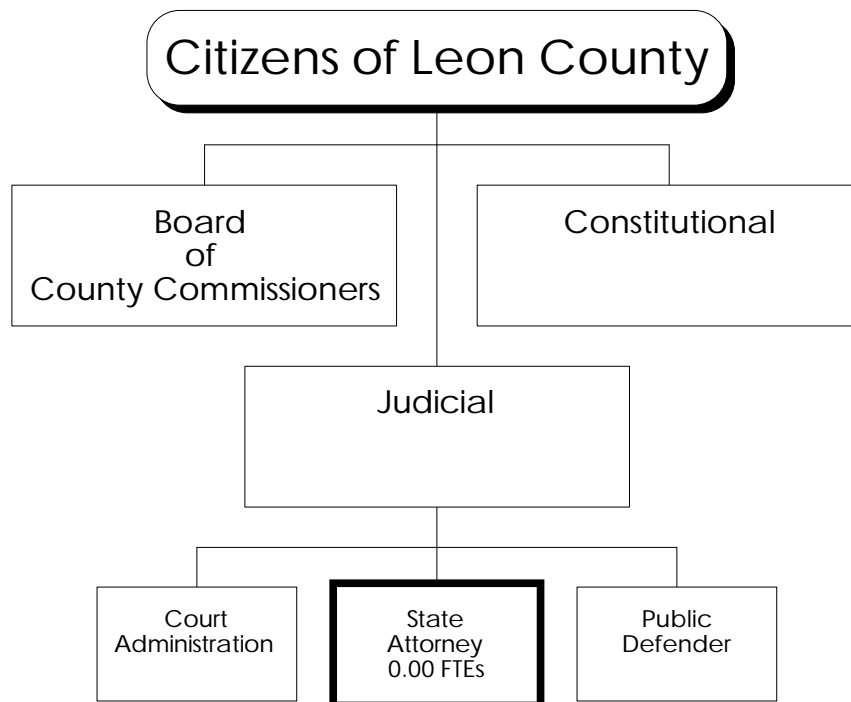 Citizens of Leon County
Board
of
County Commissioners
Constitutional
Judicial
Court
Administration
State
Attorney
0.00 FTEs
Public
Defender